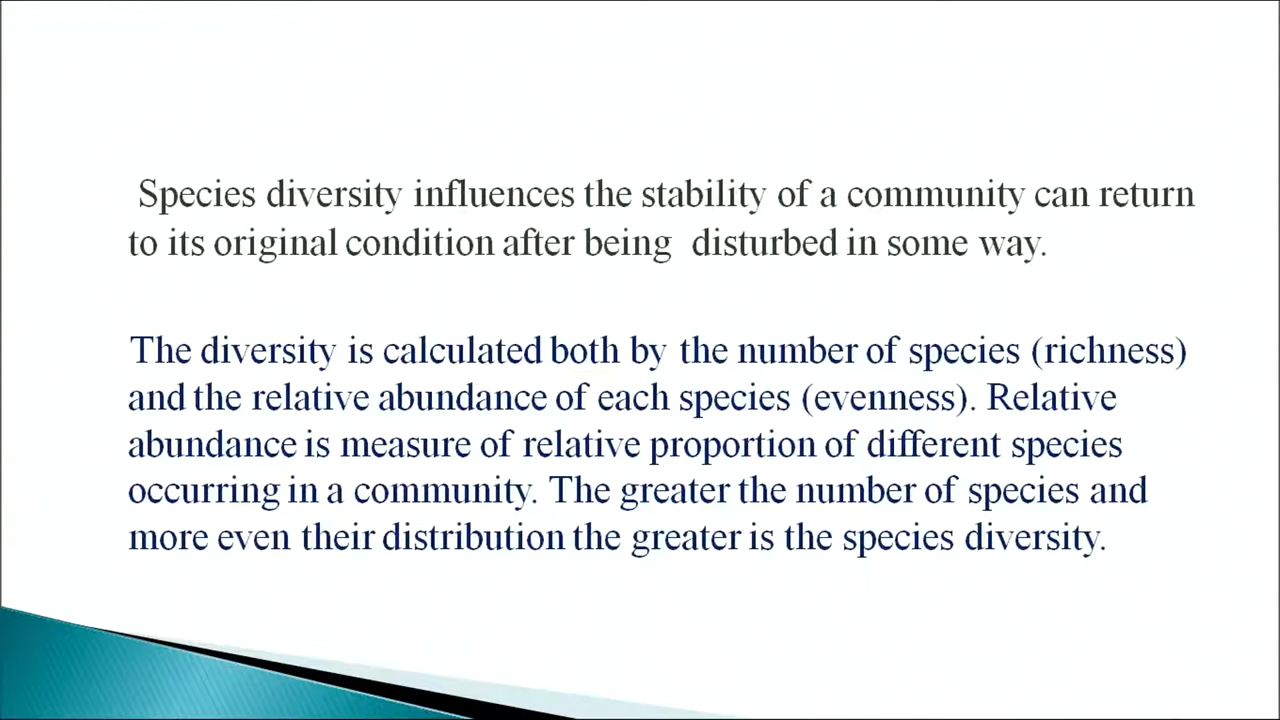 Species diversity influences the stability of a community can return
to its original condition after being disturbed in some way.
The diversity is calculated both by the number of species (richness)
and the relative abundance of each species (evenness). Relative
abundance is measure of relative proportion of different species
occurring in a community. The greater the number of species and
more even their distribution the greater is the species diversity.